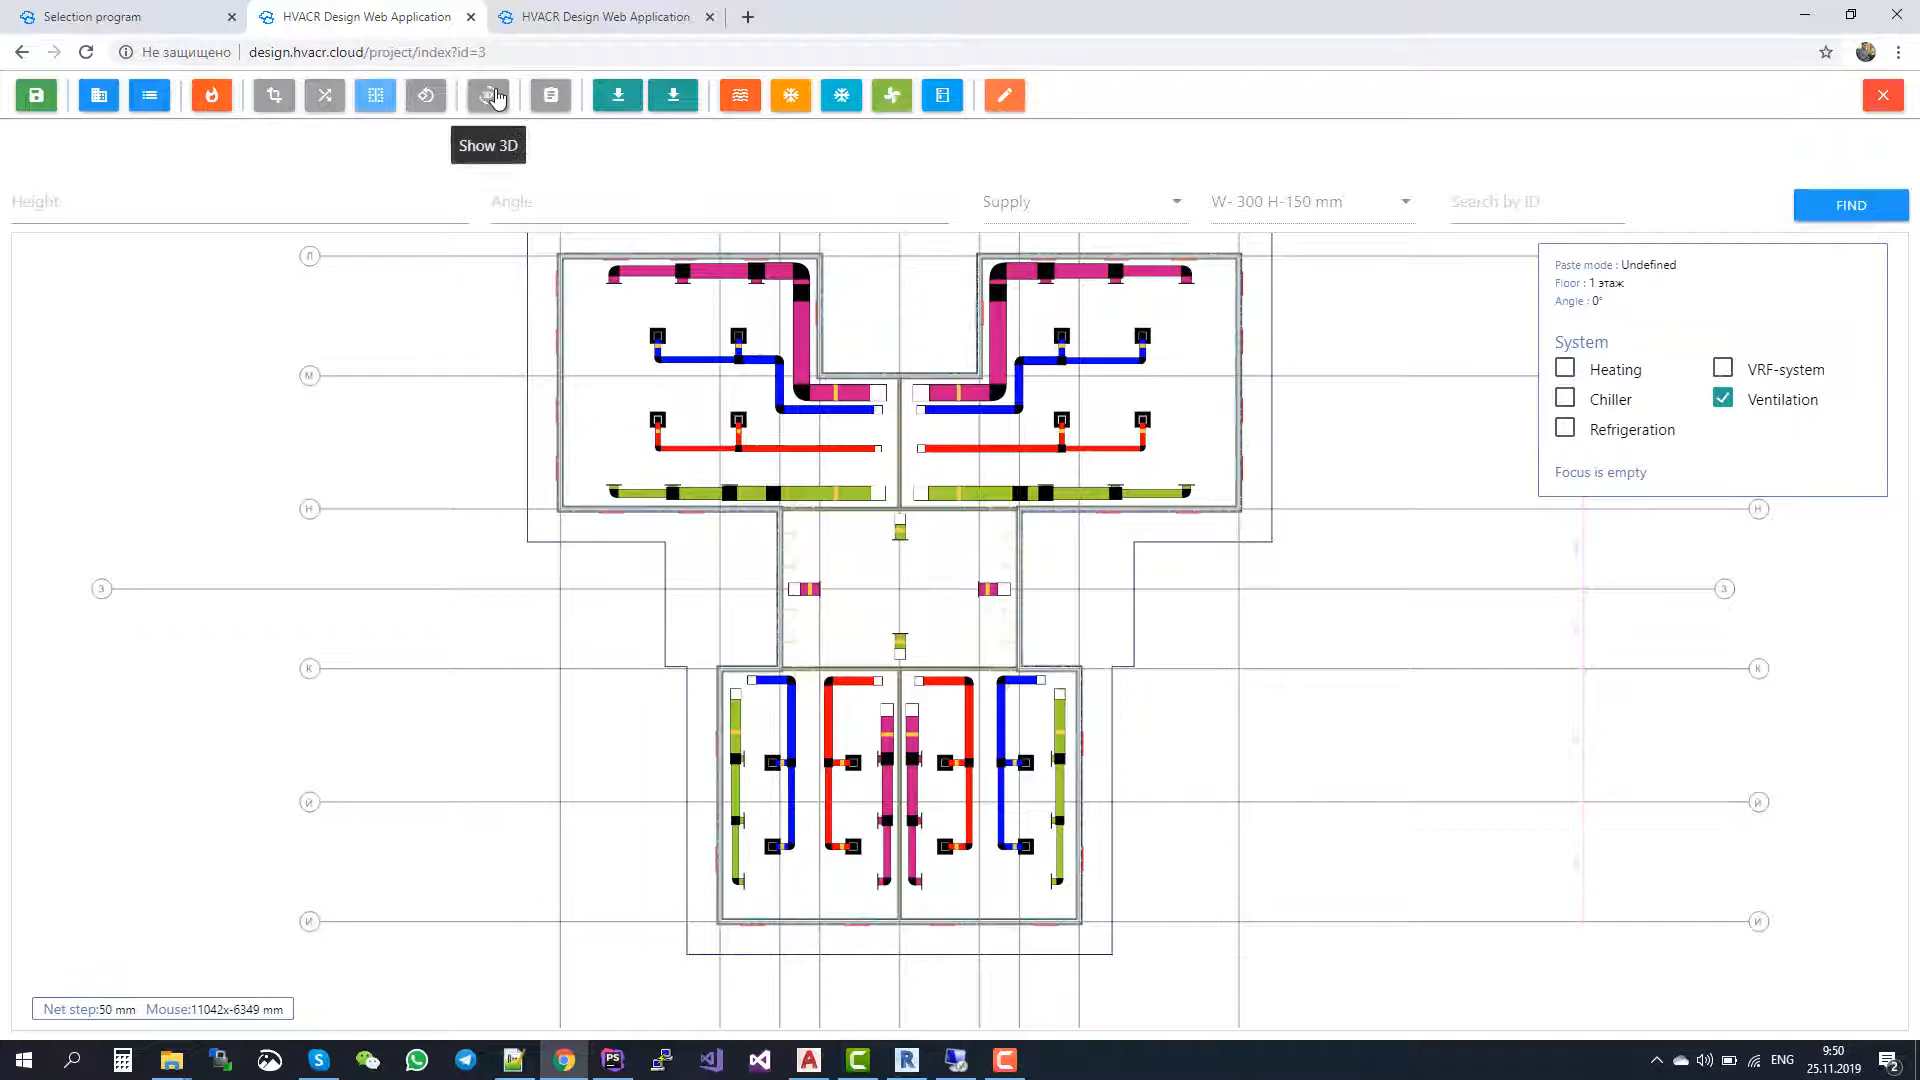 Selection program
HVACR Design Web Application
HVACR Design Web Application
Не защищено
design.hvacr.cloud/project/index?id=3
Show 3D
Height
Angle
Supply
W- 300 H-150 mm
Search by ID
FIND
Л
М
Н
З
К
И
И
Н
З
К
И
И
Paste mode : Undefined
Floor : 1 этаж
Angle : 0°
System
Heating
VRF-system
Chiller
Ventilation
Refrigeration
Focus is empty
Net step:50 mm Mouse:11042x-6349 mm
ENG
9:50
25.11.2019
2